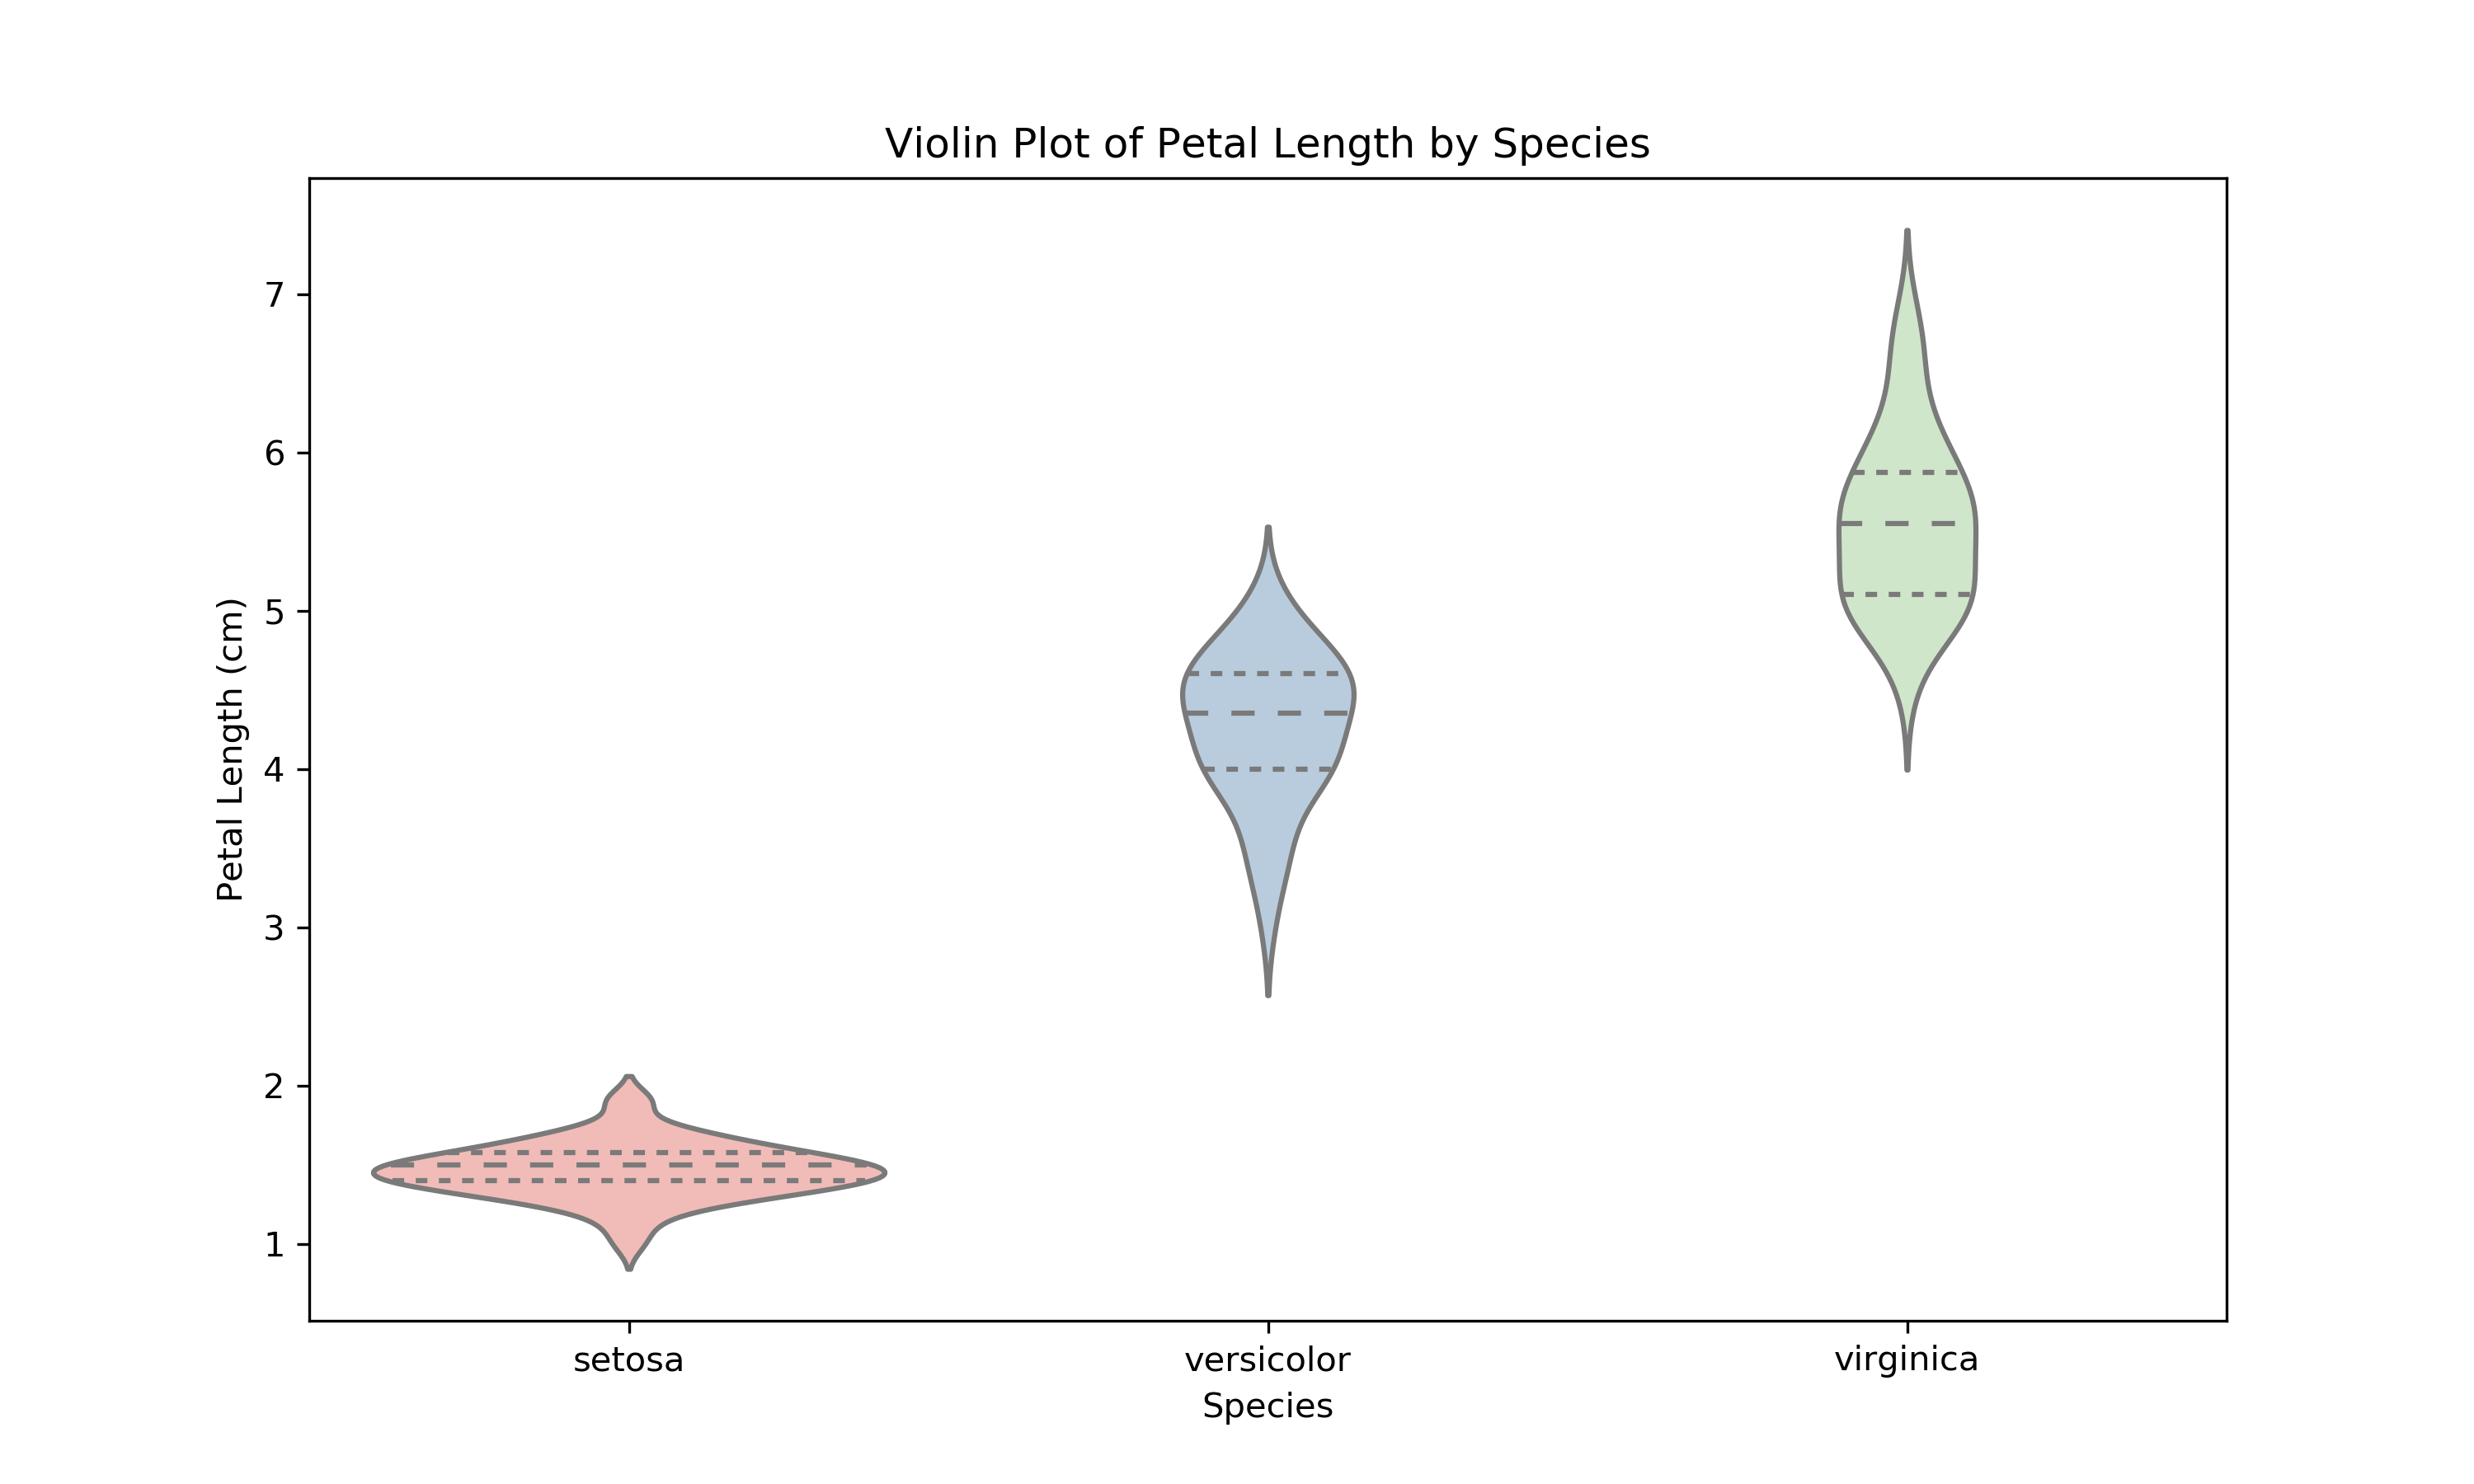 Violin Plot of Petal Length by Species
Petal Length (cm)
7
6
5
4
3
2
1
setosa versicolor virginica
Species